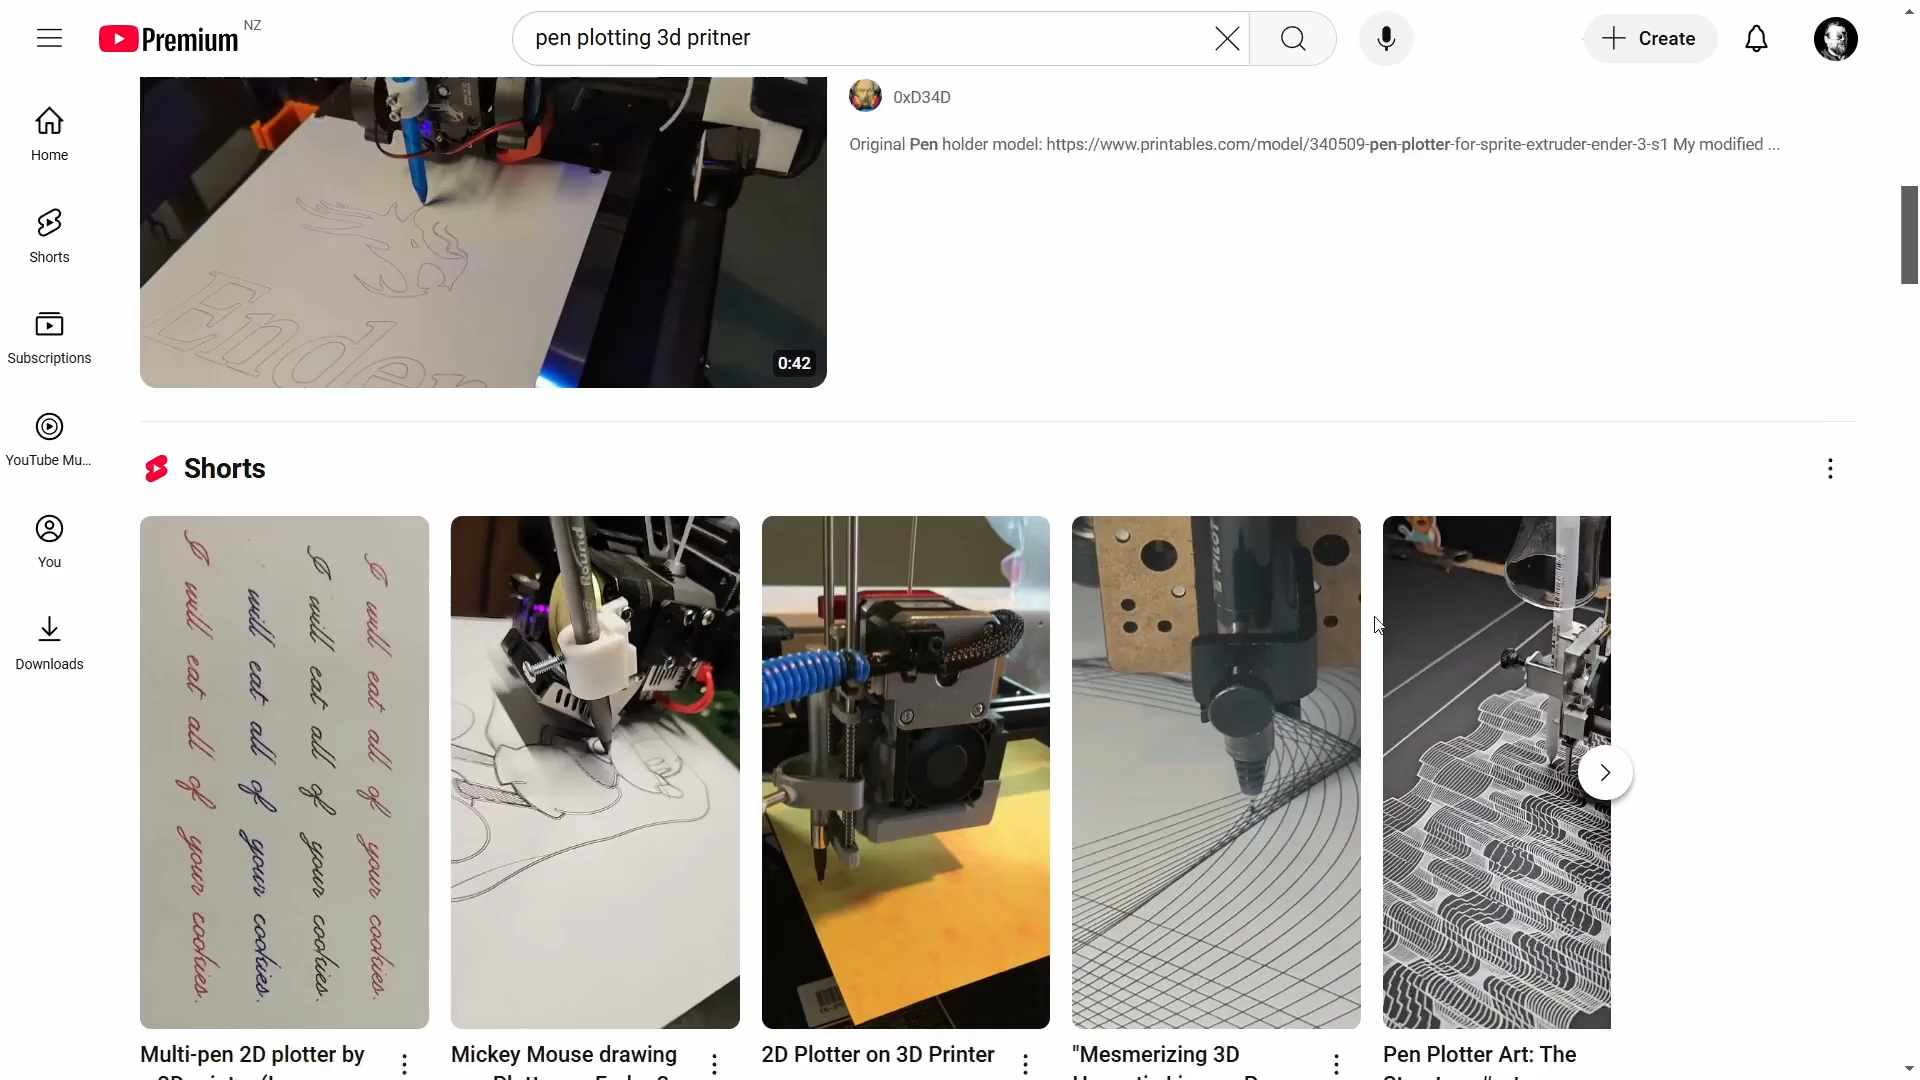 Premium NZ
pen plotting 3d pritner
Create
Home
Shorts
Subscriptions
YouTube Mu...
You
Downloads
0xD34D
Original Pen holder model: https://www.printables.com/model/340509-pen-plotter-for-sprite-extruder-ender-3-s1 My modified ...
Ender
0:42
Shorts
I will eat all of your cookies.
will eat all of your cookies.
I will eat all of your cookies.
I will eat all of your cookies.
Round
PILOT
Multi-pen 2D plotter by
Mickey Mouse drawing
2D Plotter on 3D Printer
"Mesmerizing 3D
Pen Plotter Art: The